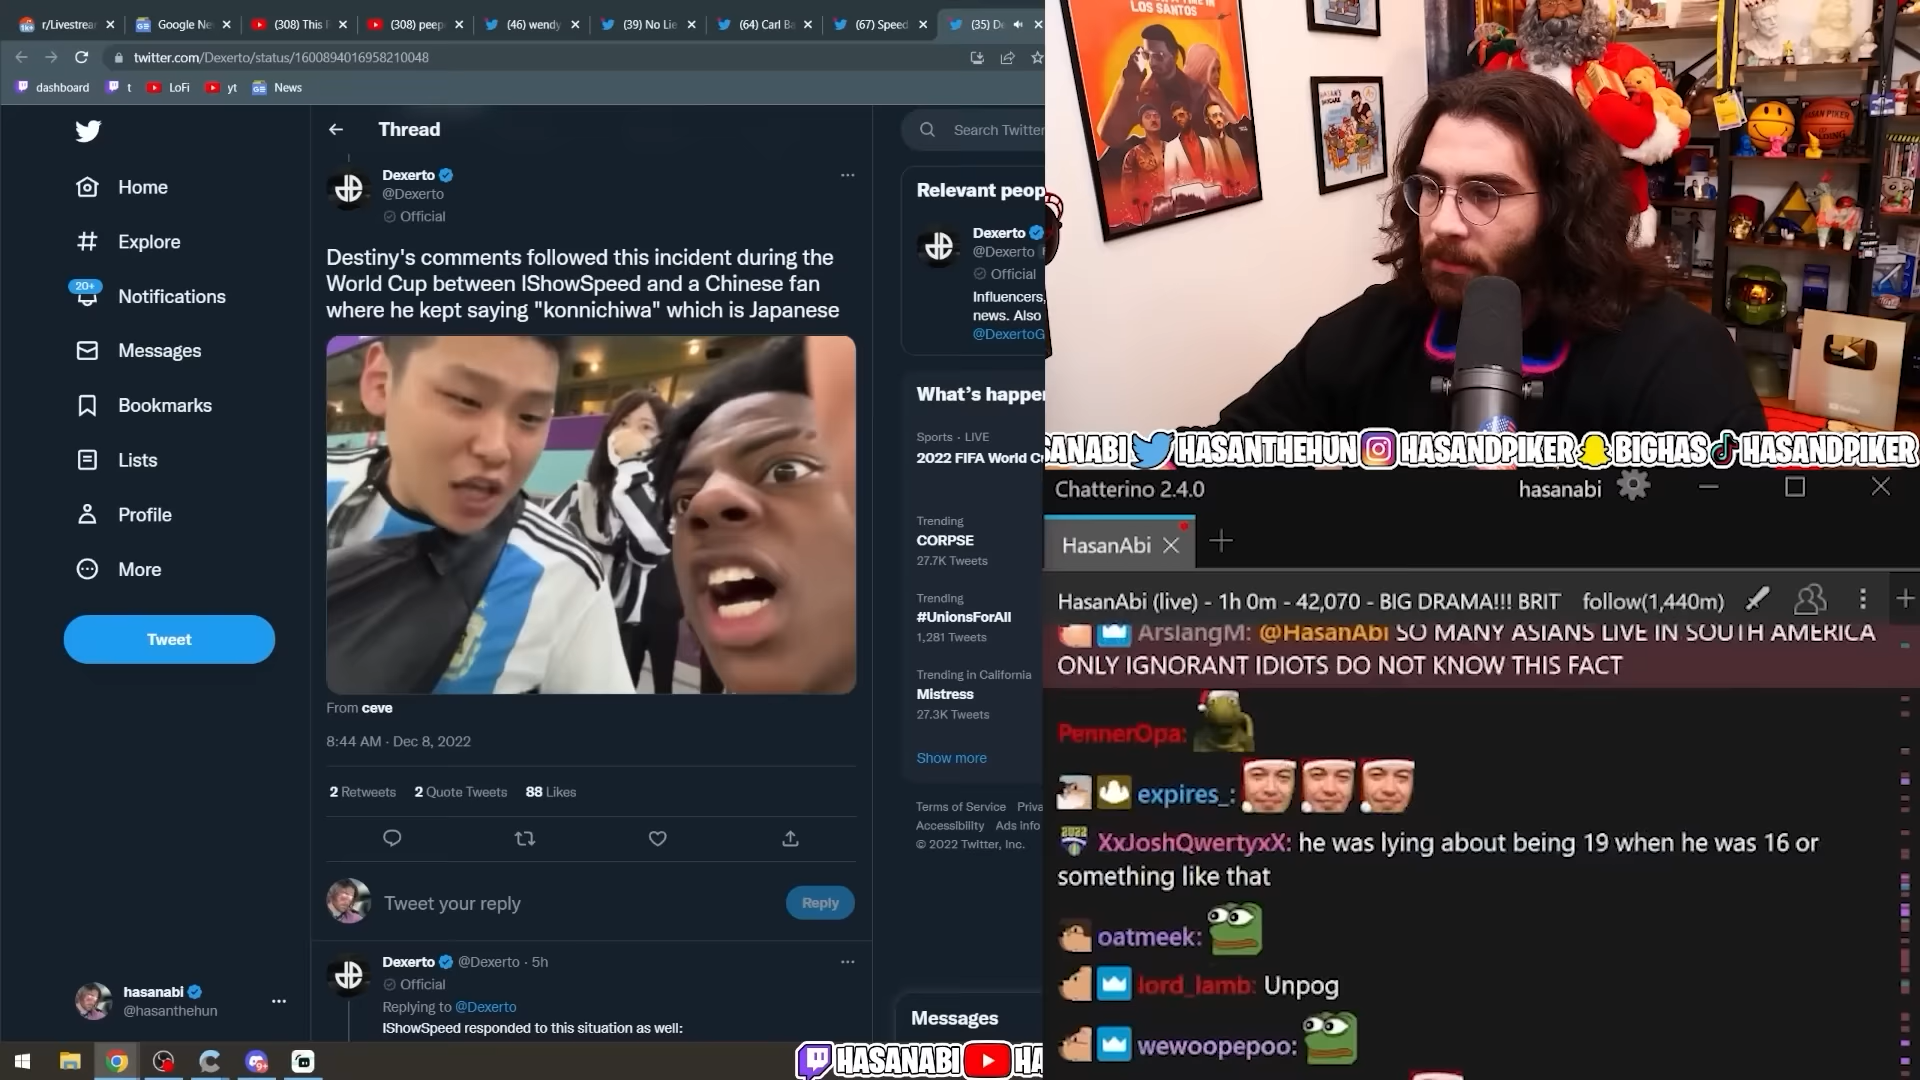 r/Livestrea
Google Ne
(308) This F
(308) peep
(46) wendy
(39) No Lie
(64) Carl Ba
(67) Speed
(35) De
twitter.com/Dexerto/status/1600894016958210048
dashboard
t
LoFi
yt
News
Home
Explore
20+
Notifications
Messages
Bookmarks
Lists
Profile
More
Tweet
hasanabi
@hasanthehun
Thread
Dexerto
@Dexerto
Official
Destiny's comments followed this incident during the
World Cup between IShowSpeed and a Chinese fan
where he kept saying "konnichiwa" which is Japanese
From ceve
8:44 AM · Dec 8, 2022
2 Retweets 2 Quote Tweets 88 Likes
Tweet your reply
Reply
Dexerto @Dexerto · 5h
Official
Replying to @Dexerto
IShowSpeed responded to this situation as well:
Search Twitter
Relevant peop
Dexerto
@Dexerto
Official
Influencers,
news. Also
@DexertoG
What's happe
Sports · LIVE
2022 FIFA World C
Trending
CORPSE
27.7K Tweets
Trending
#UnionsForAll
1,281 Tweets
Trending in California
Mistress
27.3K Tweets
Show more
Terms of Service Priva
Accessibility Ads info
© 2022 Twitter, Inc.
Messages
HASANABI HA
LOS SANTOS
SANABI HASANTHEHUN HASANDPIKER BIGHAS HASANDPIKER
Chatterino 2.4.0
hasanabi
HasanAbi
HasanAbi (live) - 1h 0m - 42,070 - BIG DRAMA!!! BRIT follow(1,440m)
ArslangM: @HasanAbi SO MANY ASIANS LIVE IN SOUTH AMERICA
ONLY IGNORANT IDIOTS DO NOT KNOW THIS FACT
PennerOpa:
expires_:
XxJoshQwertyxX: he was lying about being 19 when he was 16 or
something like that
oatmeek:
lord_lamb: Unpog
wewoopepoo: